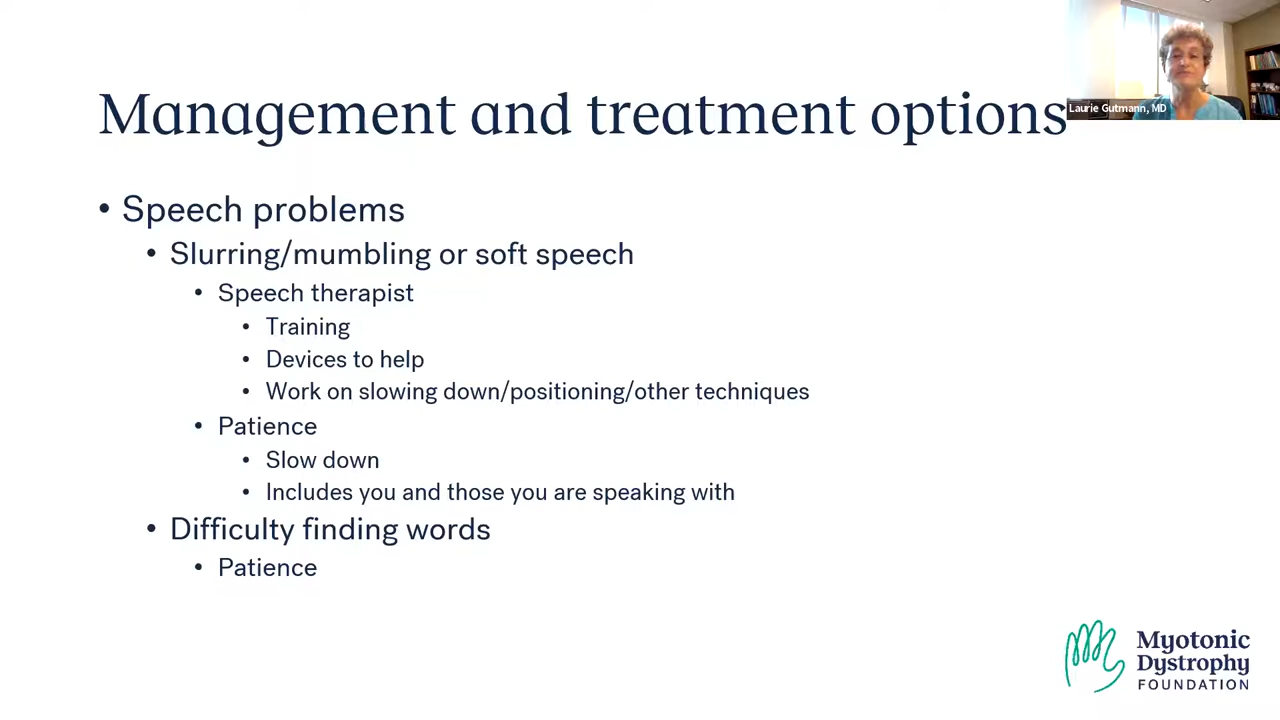 Laurie Gutmann, MD
Management and treatment options
• Speech problems
• Slurring/mumbling or soft speech
• Speech therapist
• Training
• Devices to help
• Work on slowing down/positioning/other techniques
• Patience
• Slow down
• Includes you and those you are speaking with
• Difficulty finding words
• Patience
Myotonic
Dystrophy
FOUNDATION